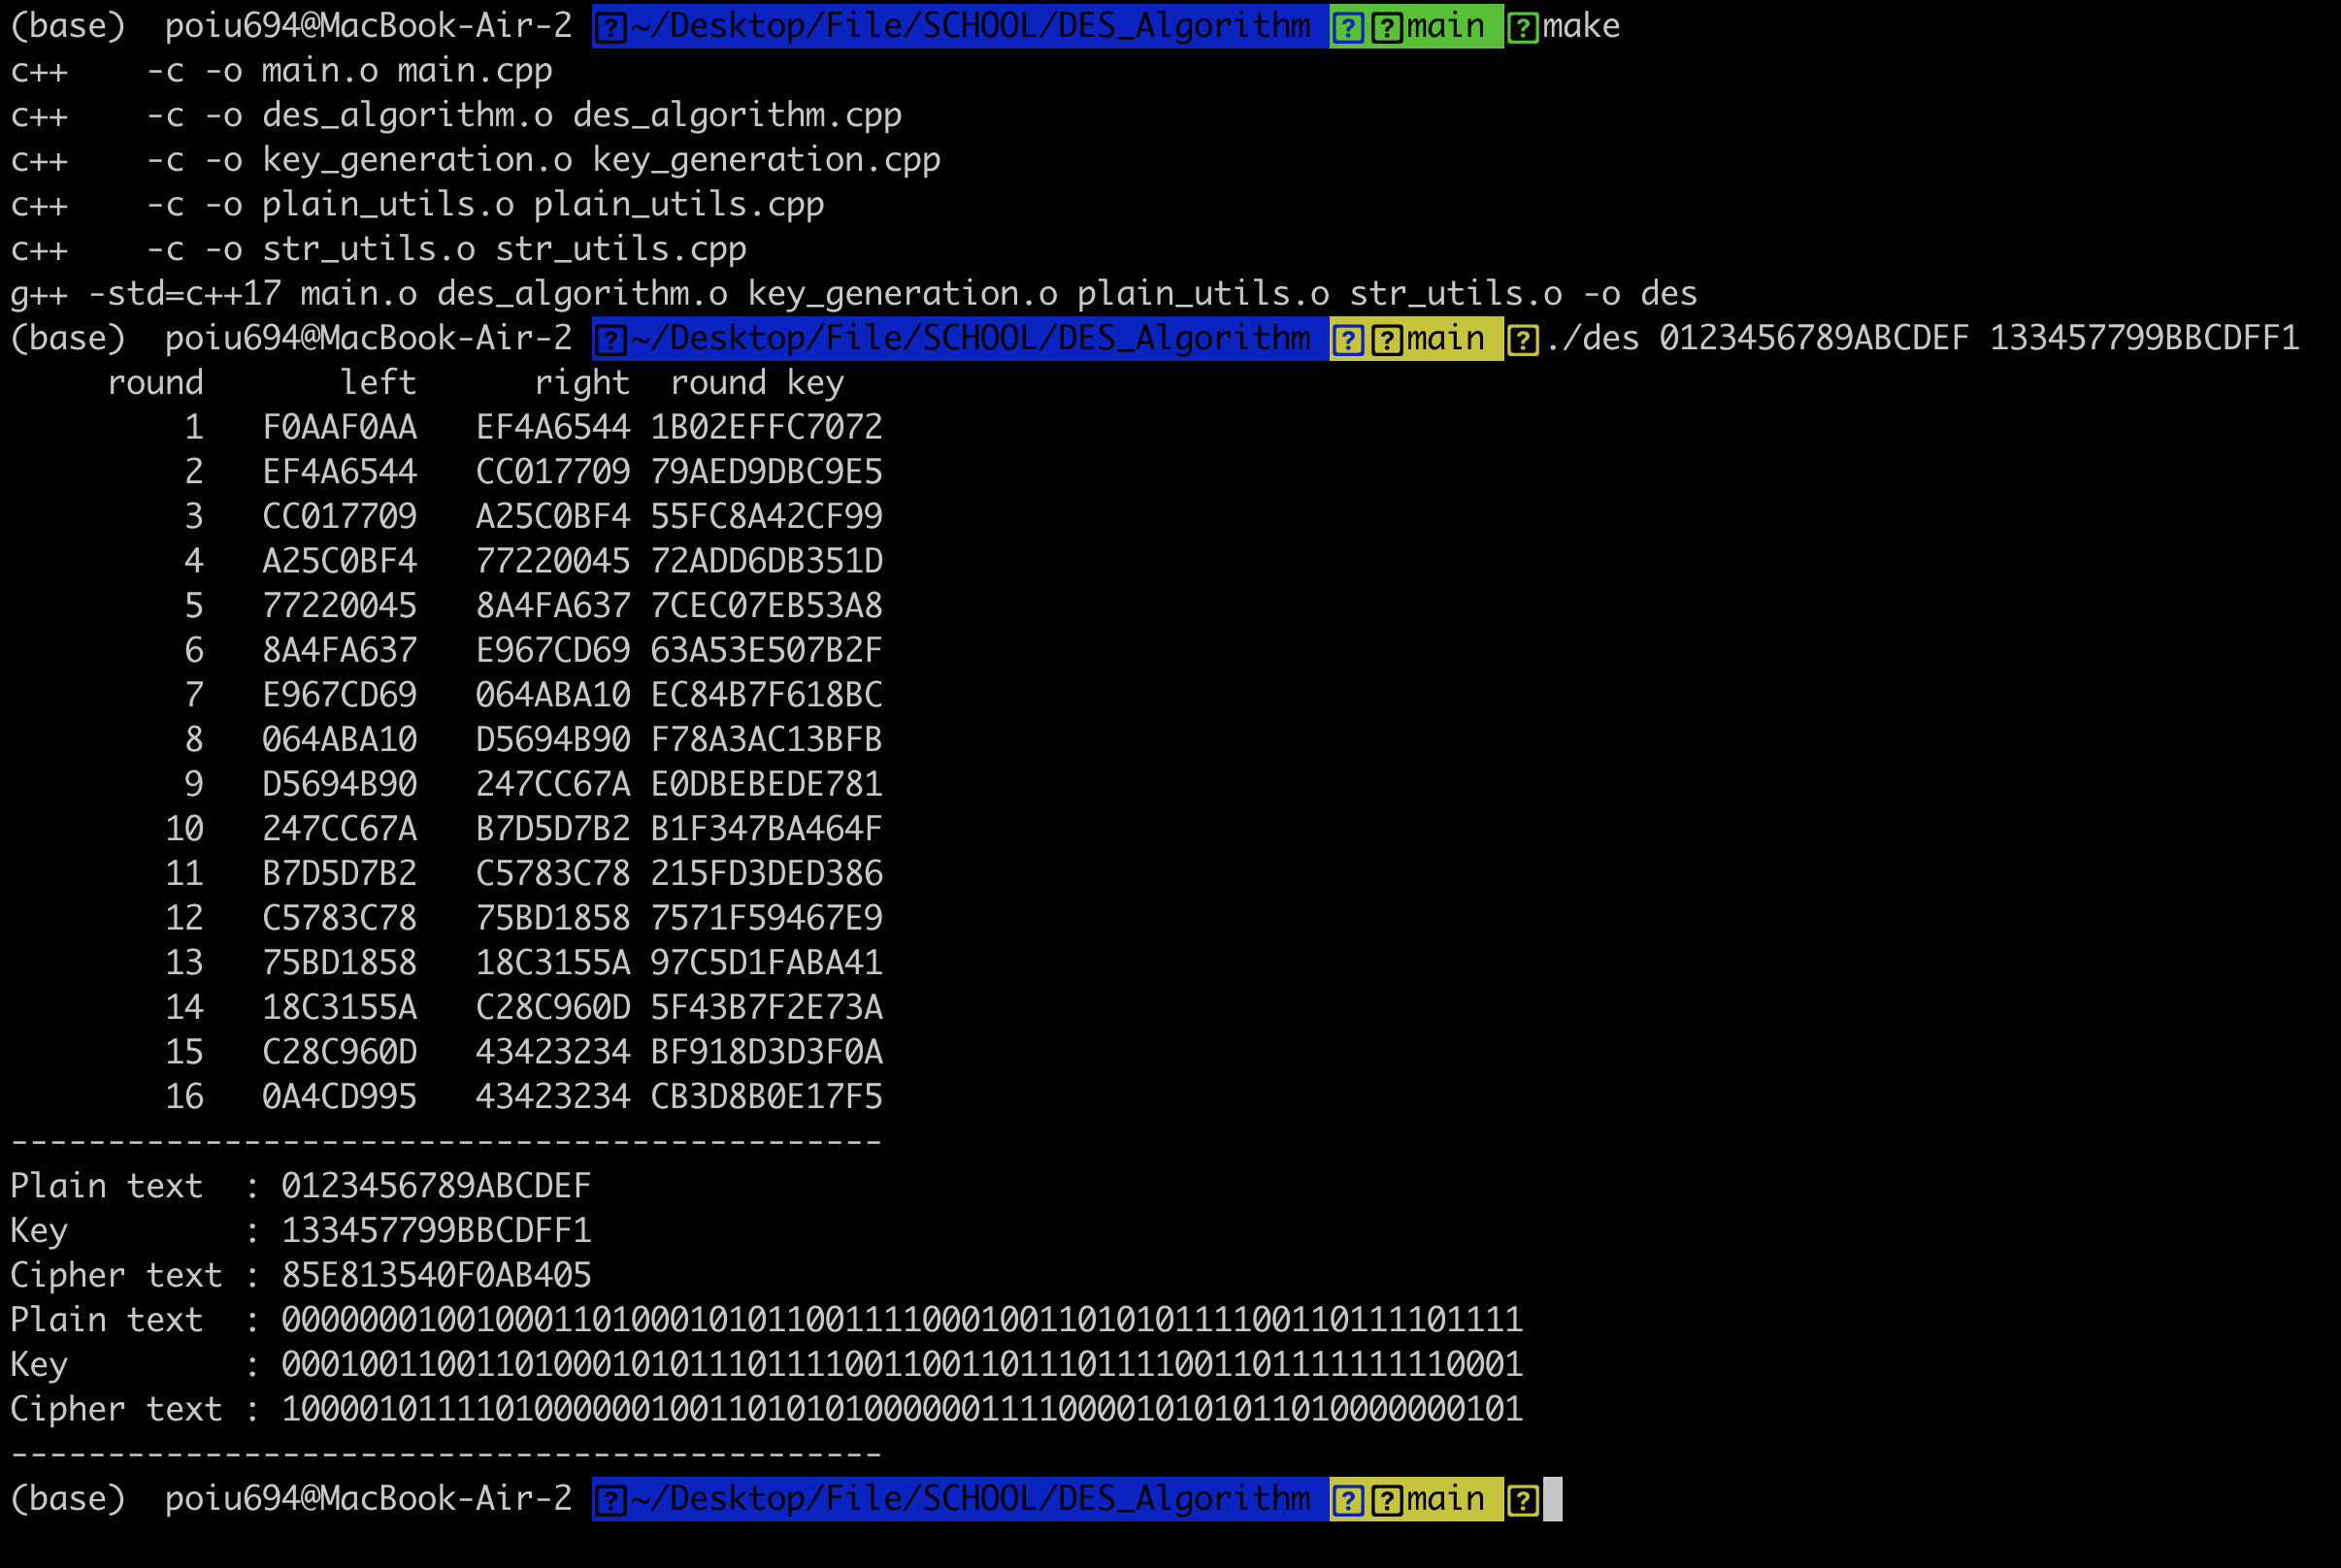 (base)  poiu694@MacBook-Air-2 ~/Desktop/File/SCHOOL/DES_Algorithm main make
c++    -c -o main.o main.cpp
c++    -c -o des_algorithm.o des_algorithm.cpp
c++    -c -o key_generation.o key_generation.cpp
c++    -c -o plain_utils.o plain_utils.cpp
c++    -c -o str_utils.o str_utils.cpp
g++ -std=c++17 main.o des_algorithm.o key_generation.o plain_utils.o str_utils.o -o des
(base)  poiu694@MacBook-Air-2 ~/Desktop/File/SCHOOL/DES_Algorithm main ./des 0123456789ABCDEF 133457799BBCDFF1
     round       left      right  round key
         1   F0AAF0AA   EF4A6544 1B02EFFC7072
         2   EF4A6544   CC017709 79AED9DBC9E5
         3   CC017709   A25C0BF4 55FC8A42CF99
         4   A25C0BF4   77220045 72ADD6DB351D
         5   77220045   8A4FA637 7CEC07EB53A8
         6   8A4FA637   E967CD69 63A53E507B2F
         7   E967CD69   064ABA10 EC84B7F618BC
         8   064ABA10   D5694B90 F78A3AC13BFB
         9   D5694B90   247CC67A E0DBEBEDE781
        10   247CC67A   B7D5D7B2 B1F347BA464F
        11   B7D5D7B2   C5783C78 215FD3DED386
        12   C5783C78   75BD1858 7571F59467E9
        13   75BD1858   18C3155A 97C5D1FABA41
        14   18C3155A   C28C960D 5F43B7F2E73A
        15   C28C960D   43423234 BF918D3D3F0A
        16   0A4CD995   43423234 CB3D8B0E17F5
---------------------------------------------
Plain text  : 0123456789ABCDEF
Key         : 133457799BBCDFF1
Cipher text : 85E813540F0AB405
Plain text  : 0000000100100011010001010110011110001001101010111100110111101111
Key         : 0001001100110100010101110111100110011011101111001101111111110001
Cipher text : 1000010111101000000100110101010000001111000010101011010000000101
---------------------------------------------
(base)  poiu694@MacBook-Air-2 ~/Desktop/File/SCHOOL/DES_Algorithm main